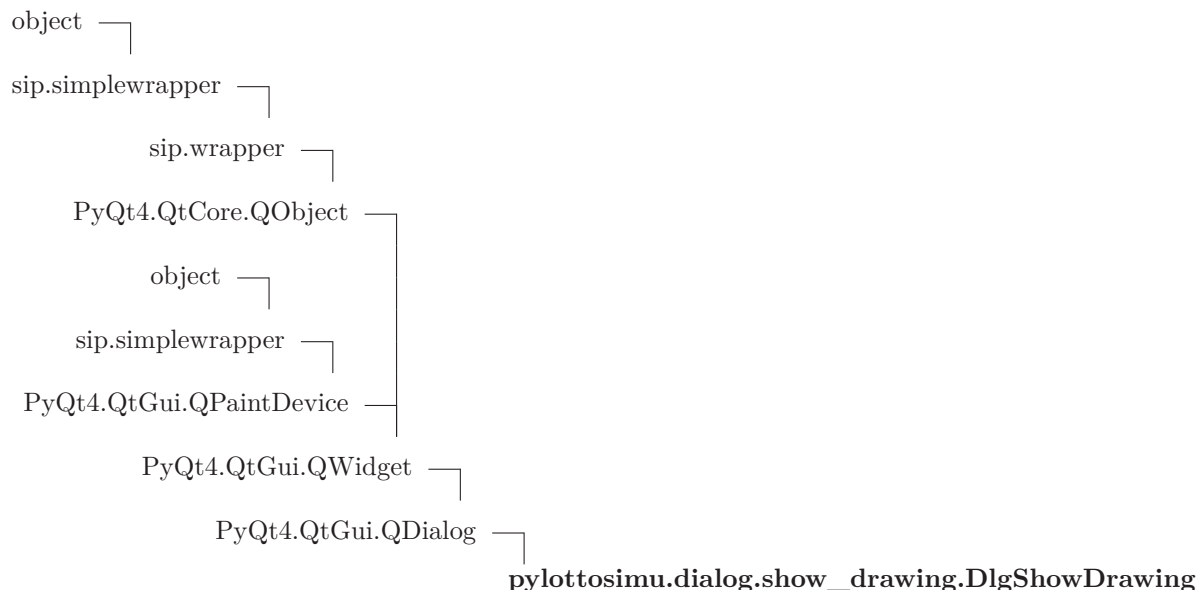 object
sip.simplewrapper
sip.wrapper
PyQt4.QtCore.QObject
object
sip.simplewrapper
PyQt4.QtGui.QPaintDevice
PyQt4.QtGui.QWidget
PyQt4.QtGui.QDialog
pylottosimu.dialog.show_drawing.DlgShowDrawing